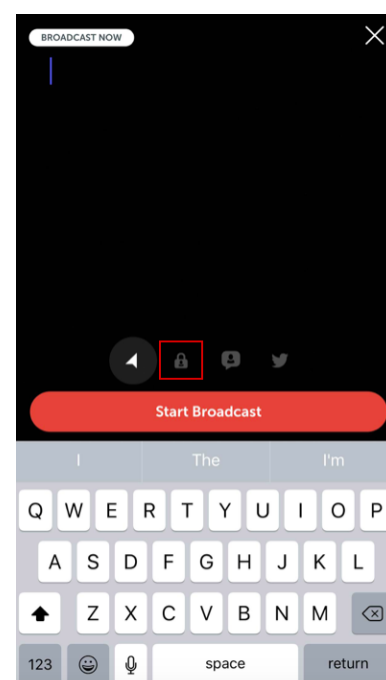 BROADCAST NOW
Start Broadcast
I The I'm
Q W E R T Y U I O P
A S D F G H J K L
Z X C V B N M
123 space return